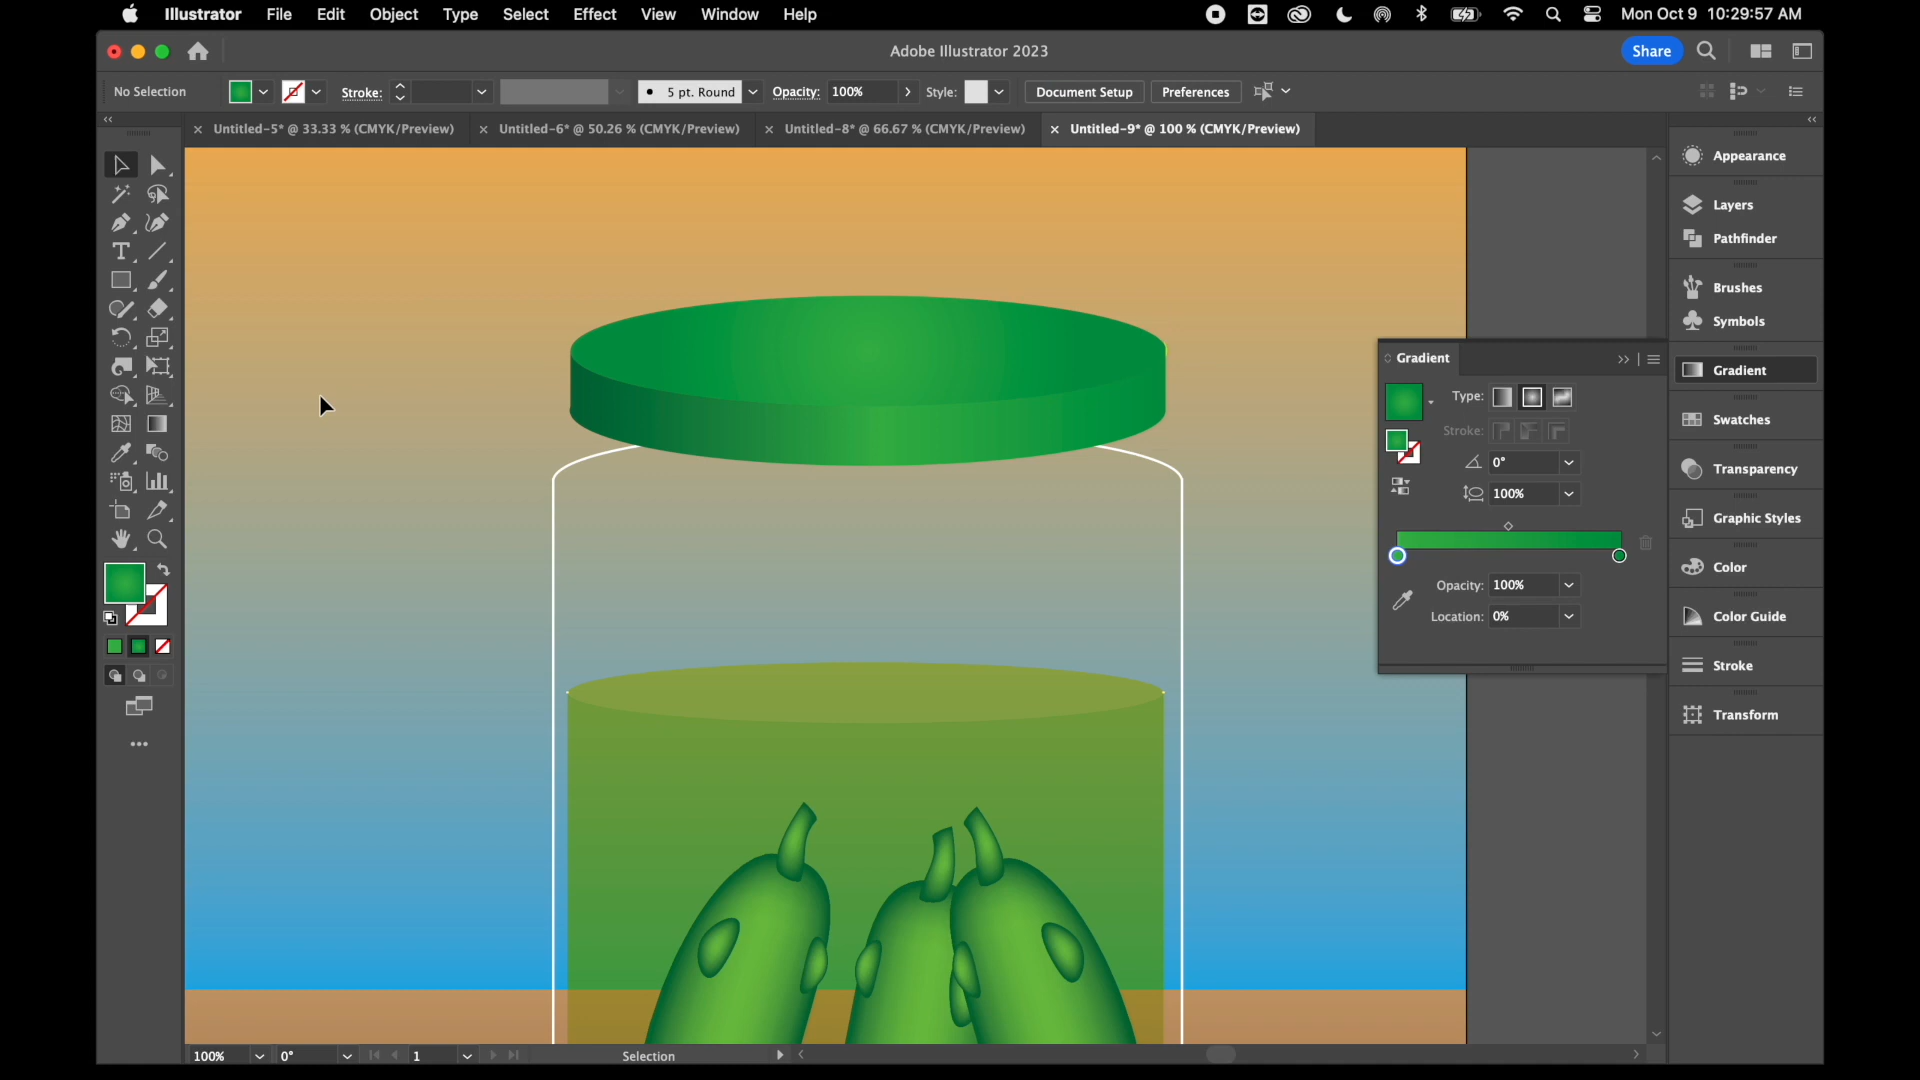 Illustrator File Edit Object Type Select Effect View Window Help Mon Oct 9 10:29:57 AM
Adobe Illustrator 2023 Share
No Selection Stroke: 5 pt. Round Opacity: 100% Style: Document Setup Preferences
Untitled-5* @ 33.33 % (CMYK/Preview) Untitled-6* @ 50.26 % (CMYK/Preview) Untitled-8* @ 66.67 % (CMYK/Preview) Untitled-9* @ 100 % (CMYK/Preview)
Appearance
Layers
Pathfinder
Brushes
Symbols
Gradient
Swatches
Transparency
Graphic Styles
Color
Color Guide
Stroke
Transform
Gradient
Type:
Stroke:
0°
100%
Opacity: 100%
Location: 0%
100% 0° 1 Selection